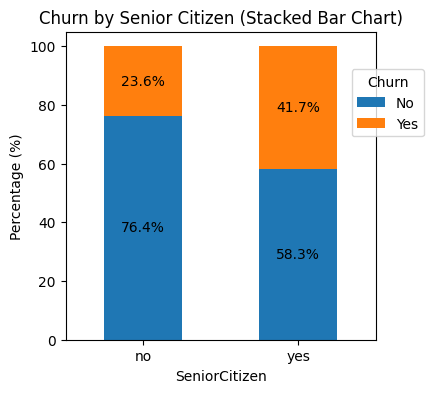 Churn by Senior Citizen (Stacked Bar Chart)
100
80
60
40
20
0
Percentage (%)
23.6%
41.7%
76.4%
58.3%
Churn
No
Yes
no
yes
SeniorCitizen